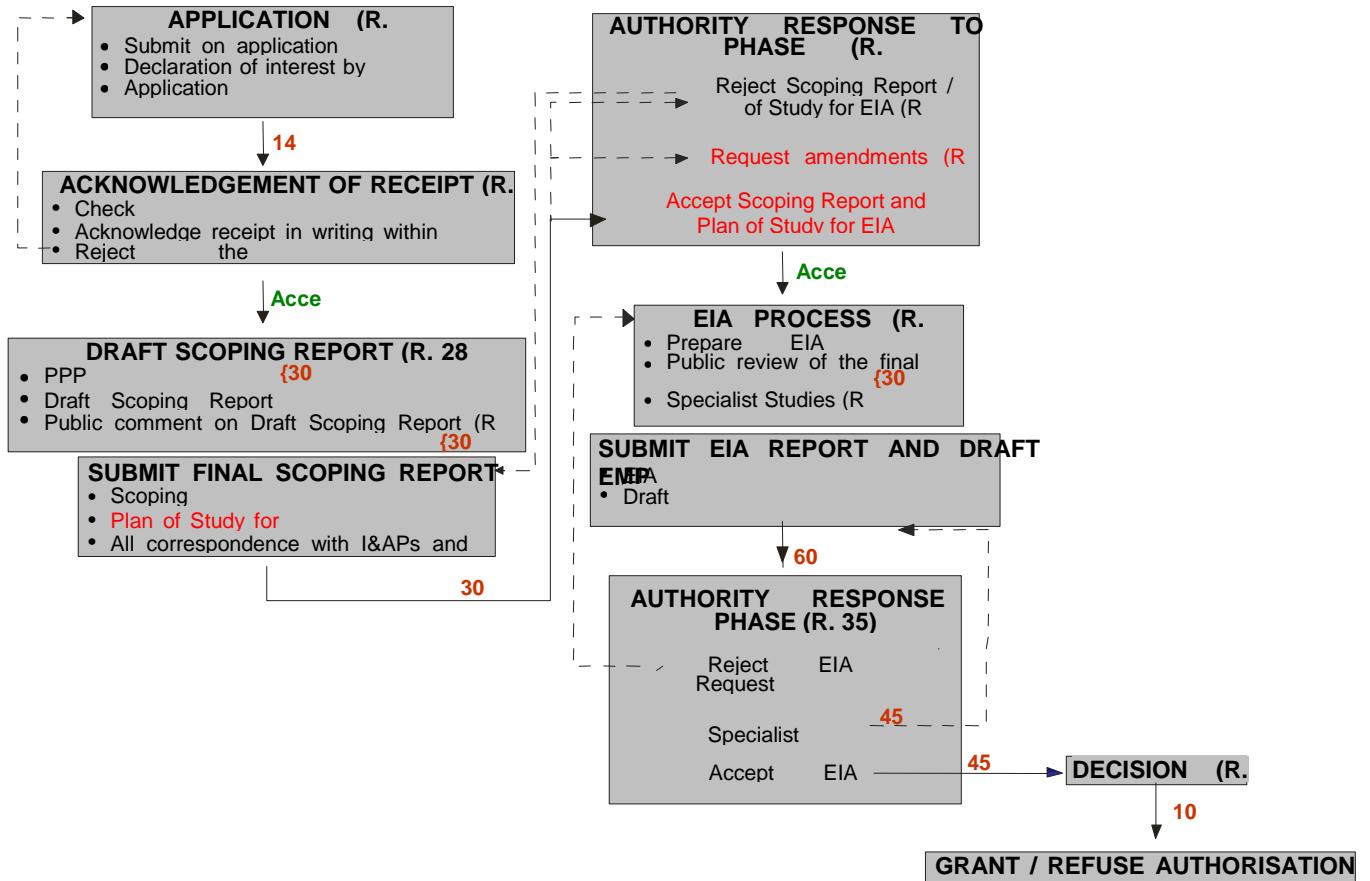 APPLICATION (R.
• Submit on application
• Declaration of interest by
• Application
14
ACKNOWLEDGEMENT OF RECEIPT (R.
• Check
• Acknowledge receipt in writing within
• Reject the
Acce
DRAFT SCOPING REPORT (R. 28
• PPP
{30
• Draft Scoping Report
• Public comment on Draft Scoping Report (R
{30
SUBMIT FINAL SCOPING REPORT
• Scoping
• Plan of Study for
• All correspondence with I&APs and
30
AUTHORITY RESPONSE TO
PHASE (R.
Reject Scoping Report /
of Study for EIA (R
Request amendments (R
Accept Scoping Report and
Plan of Study for EIA
Acce
EIA PROCESS (R.
• Prepare EIA
• Public review of the final
{30
• Specialist Studies (R
SUBMIT EIA REPORT AND DRAFT
EMP
• EIA
• Draft
60
AUTHORITY RESPONSE
PHASE (R. 35)
Reject EIA
Request
45
Specialist
Accept EIA
45
DECISION (R.
10
GRANT / REFUSE AUTHORISATION